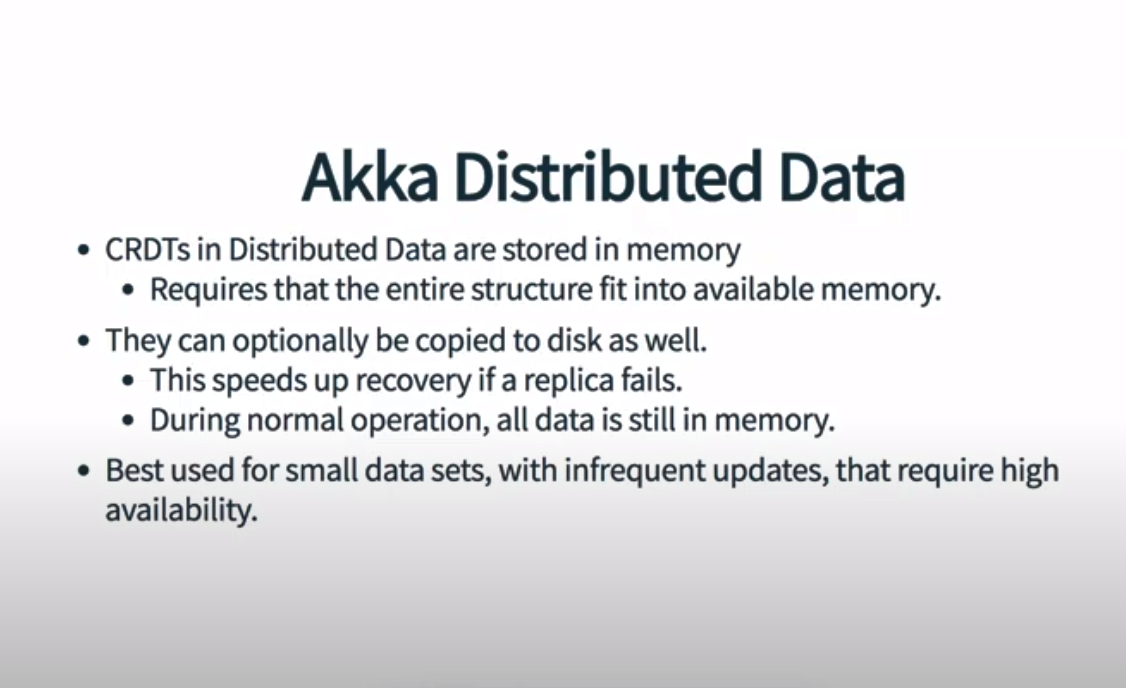 Akka Distributed Data
• CRDTs in Distributed Data are stored in memory
• Requires that the entire structure fit into available memory.
• They can optionally be copied to disk as well.
• This speeds up recovery if a replica fails.
• During normal operation, all data is still in memory.
• Best used for small data sets, with infrequent updates, that require high
availability.